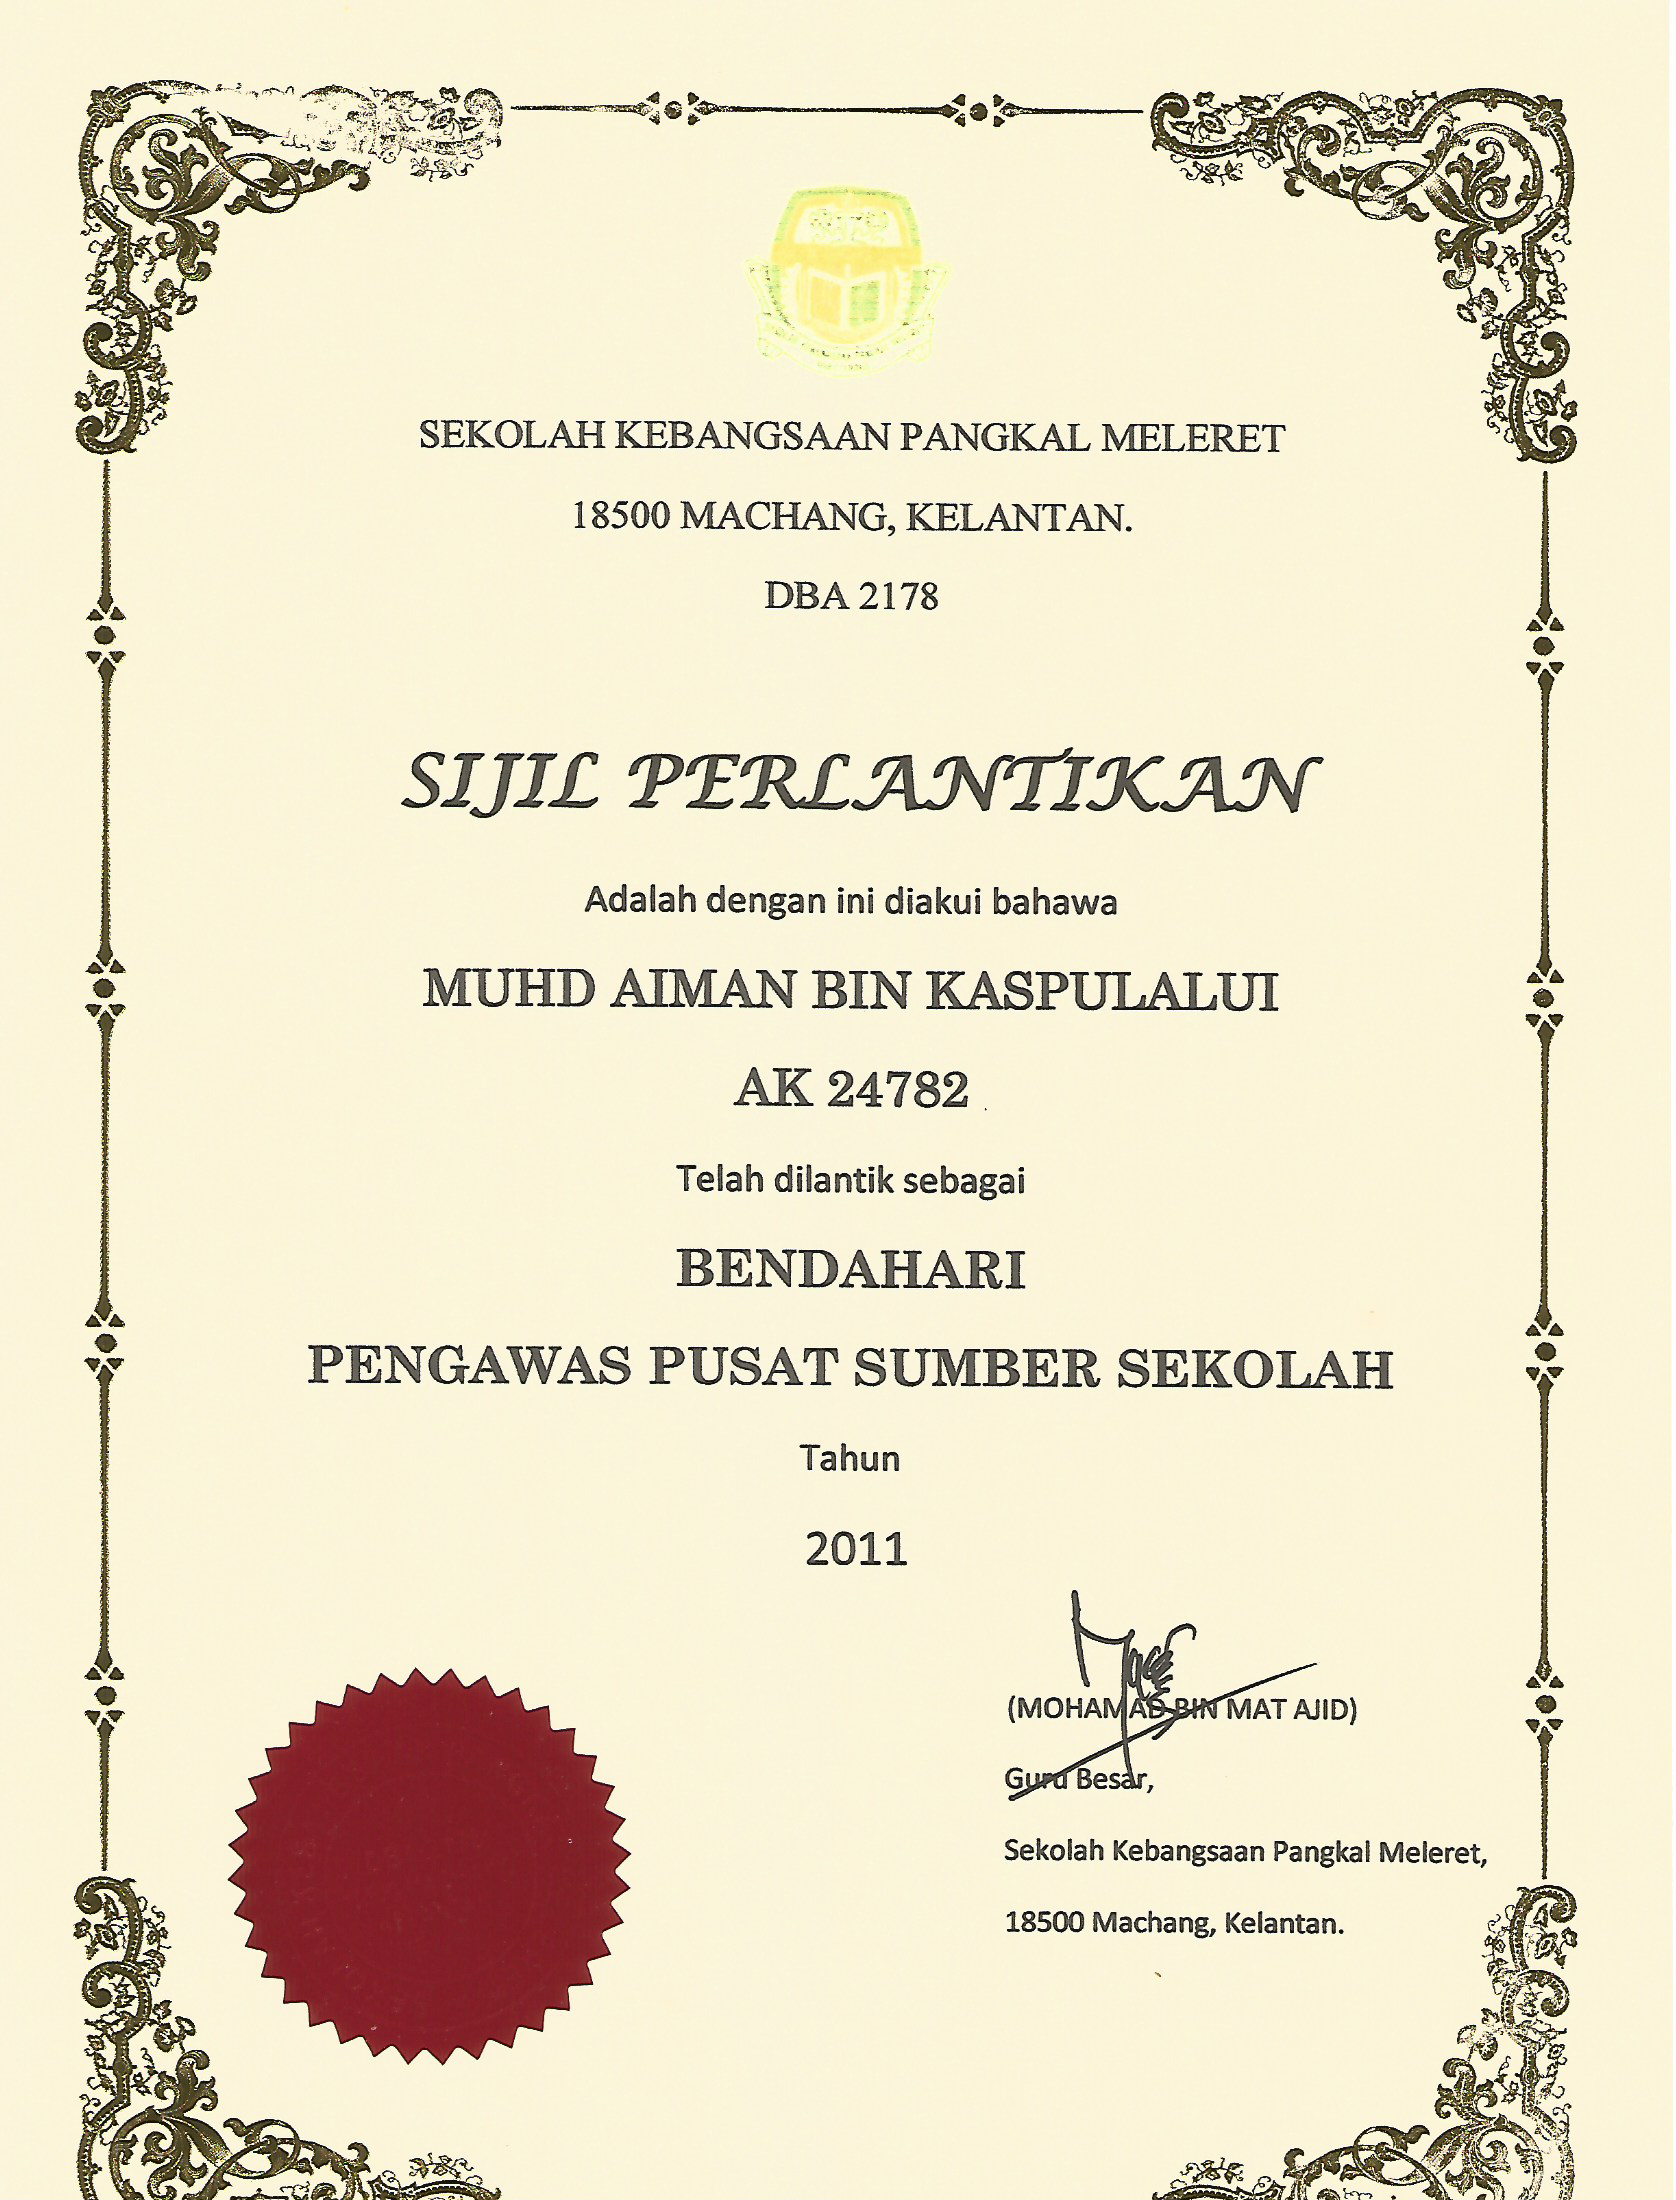 SEKOLAH KEBANGSAAN PANGKAL MELERET
18500 MACHANG, KELANTAN.
DBA 2178
SIJIL PERLANTIKAN
Adalah dengan ini diakui bahawa
MUHD AIMAN BIN KASPULALUI
AK 24782
Telah dilantik sebagai
BENDAHARI
PENGAWAS PUSAT SUMBER SEKOLAH
Tahun
2011
(MOHAMAD BIN MAT AJID)
Guru Besar,
Sekolah Kebangsaan Pangkal Meleret,
18500 Machang, Kelantan.